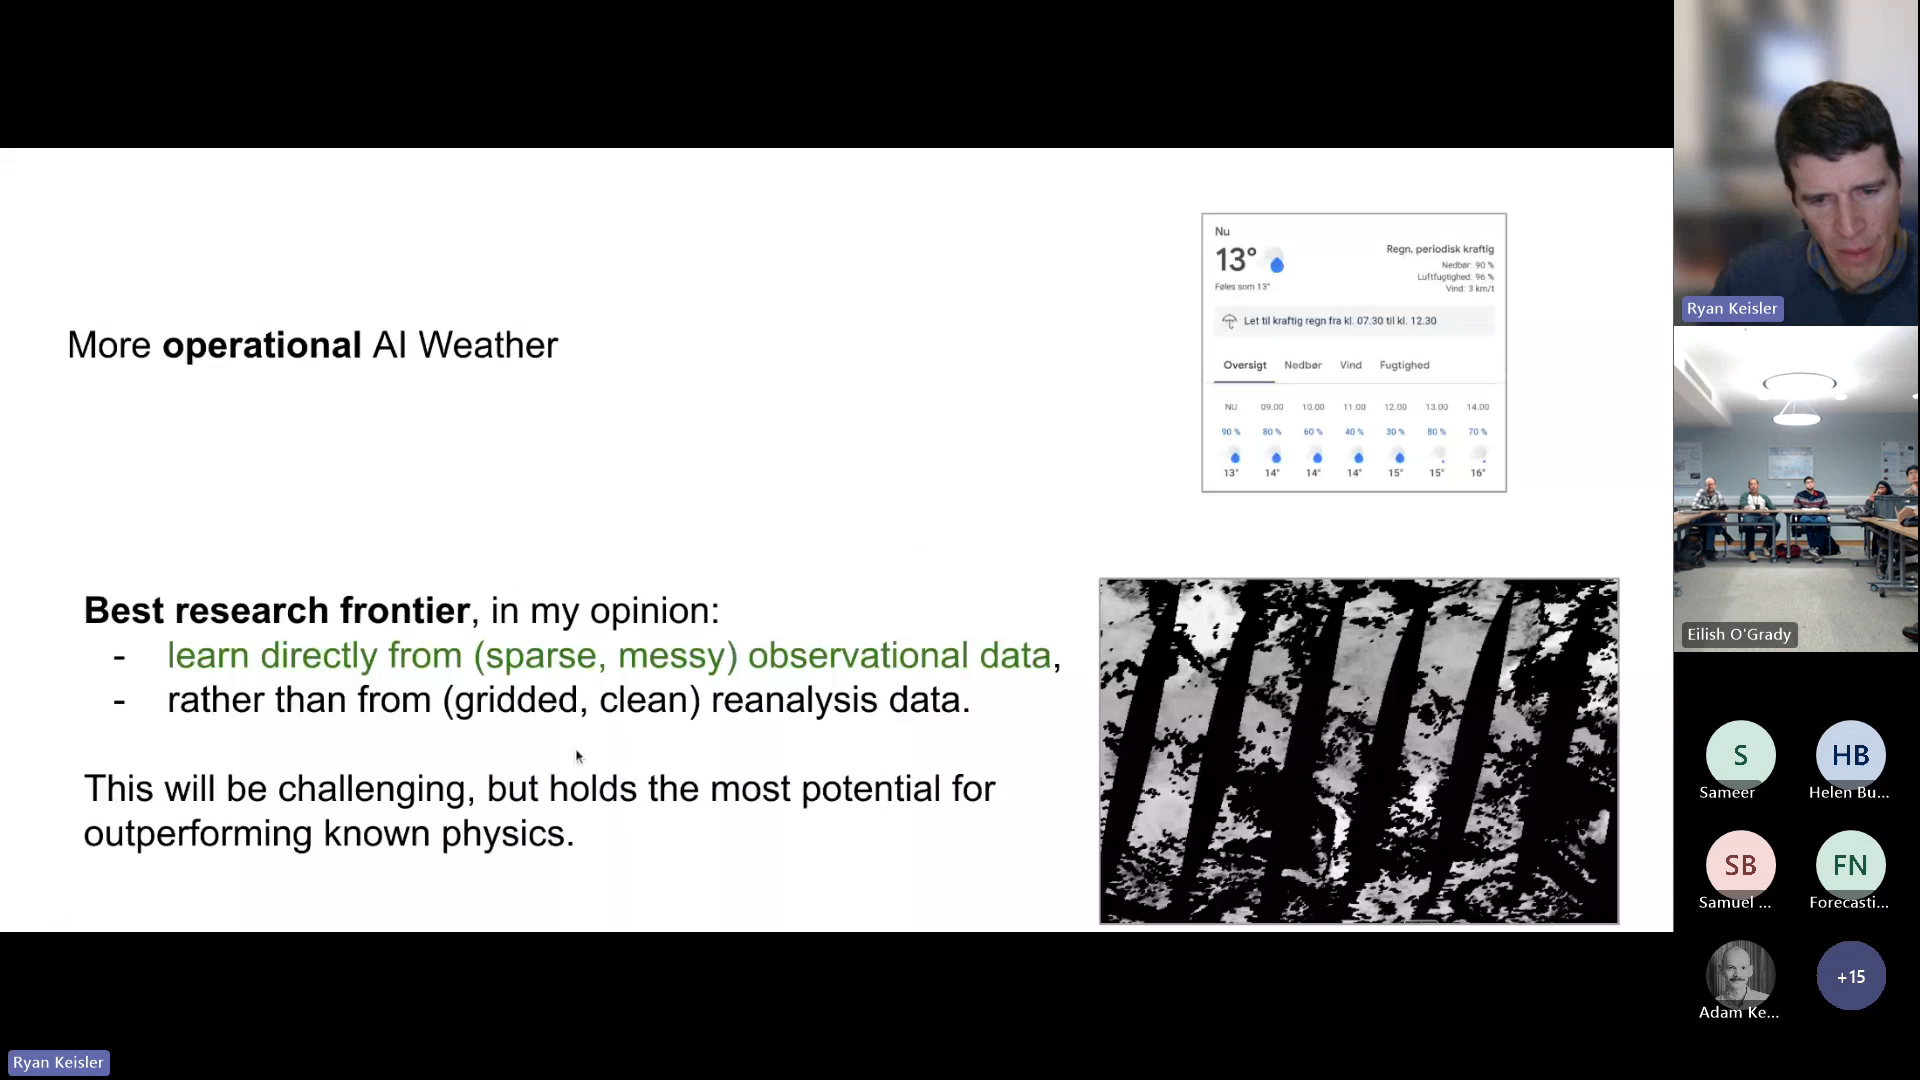 More operational AI Weather
Nu
13°
Føles som 13°
Regn, periodisk kraftig
Nedbør: 90 %
Luftfugtighed: 96 %
Vind: 3 km/t
Let til kraftig regn fra kl. 07.30 til kl. 12.30
Oversigt Nedbør Vind Fugtighed
NU 09.00 10.00 11.00 12.00 13.00 14.00
90 % 80 % 60 % 40 % 30 % 80 % 70 %
13° 14° 14° 14° 15° 15° 16°
Best research frontier, in my opinion:
- learn directly from (sparse, messy) observational data,
- rather than from (gridded, clean) reanalysis data.
This will be challenging, but holds the most potential for
outperforming known physics.
Ryan Keisler
Eilish O'Grady
S
Sameer
HB
Helen Bu...
SB
Samuel ...
FN
Forecasti...
Adam Ke...
+15
Ryan Keisler